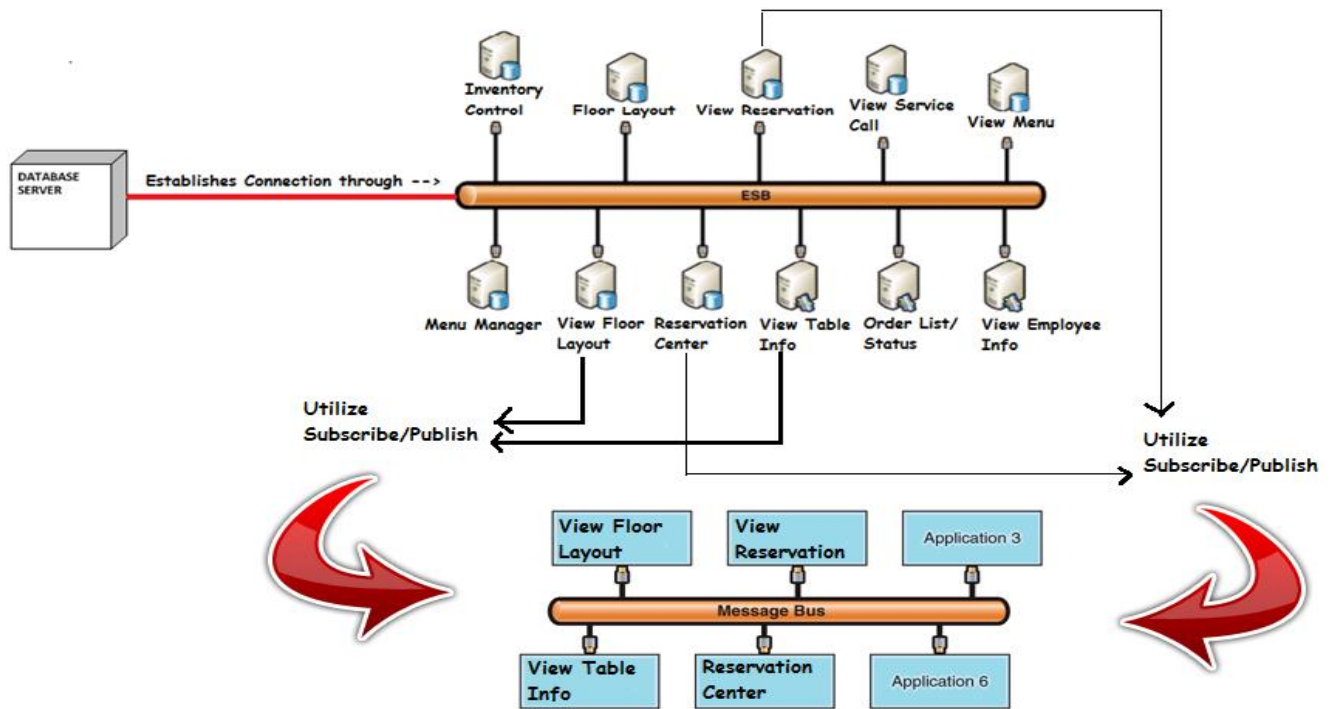 Inventory
Control
Floor Layout
View Reservation
View Service
Call
View Menu
DATABASE
SERVER
Establishes Connection through -->
ESB
Menu Manager
View Floor
Layout
Reservation
Center
View Table
Info
Order List/
Status
View Employee
Info
Utilize
Subscribe/Publish
Utilize
Subscribe/Publish
View Floor
Layout
View
Reservation
Application 3
Message Bus
View Table
Info
Reservation
Center
Application 6